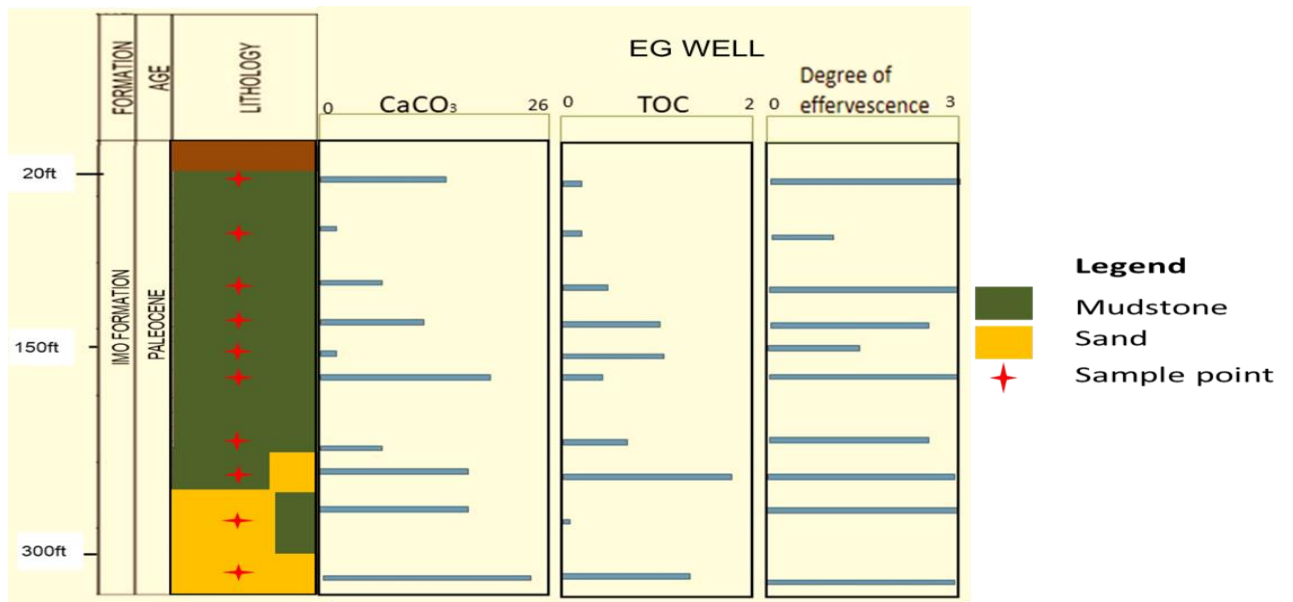 EG WELL
FORMATION
AGE
LITHOLOGY
0 CaCO₃ 26
0 TOC 2
Degree of
0 effervescence 3
20ft
150ft
300ft
IMO FORMATION
PALEOCENE
Legend
Mudstone
Sand
Sample point